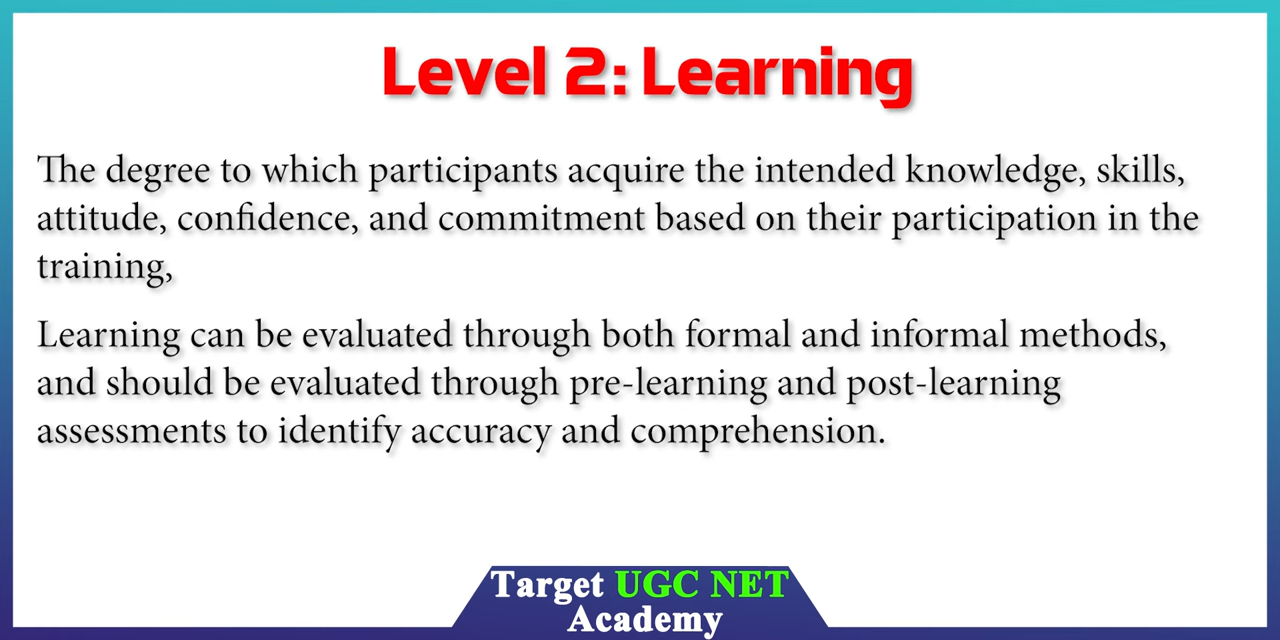 Level 2: Learning
The degree to which participants acquire the intended knowledge, skills,
attitude, confidence, and commitment based on their participation in the
training,
Learning can be evaluated through both formal and informal methods,
and should be evaluated through pre-learning and post-learning
assessments to identify accuracy and comprehension.
Target UGC NET
Academy